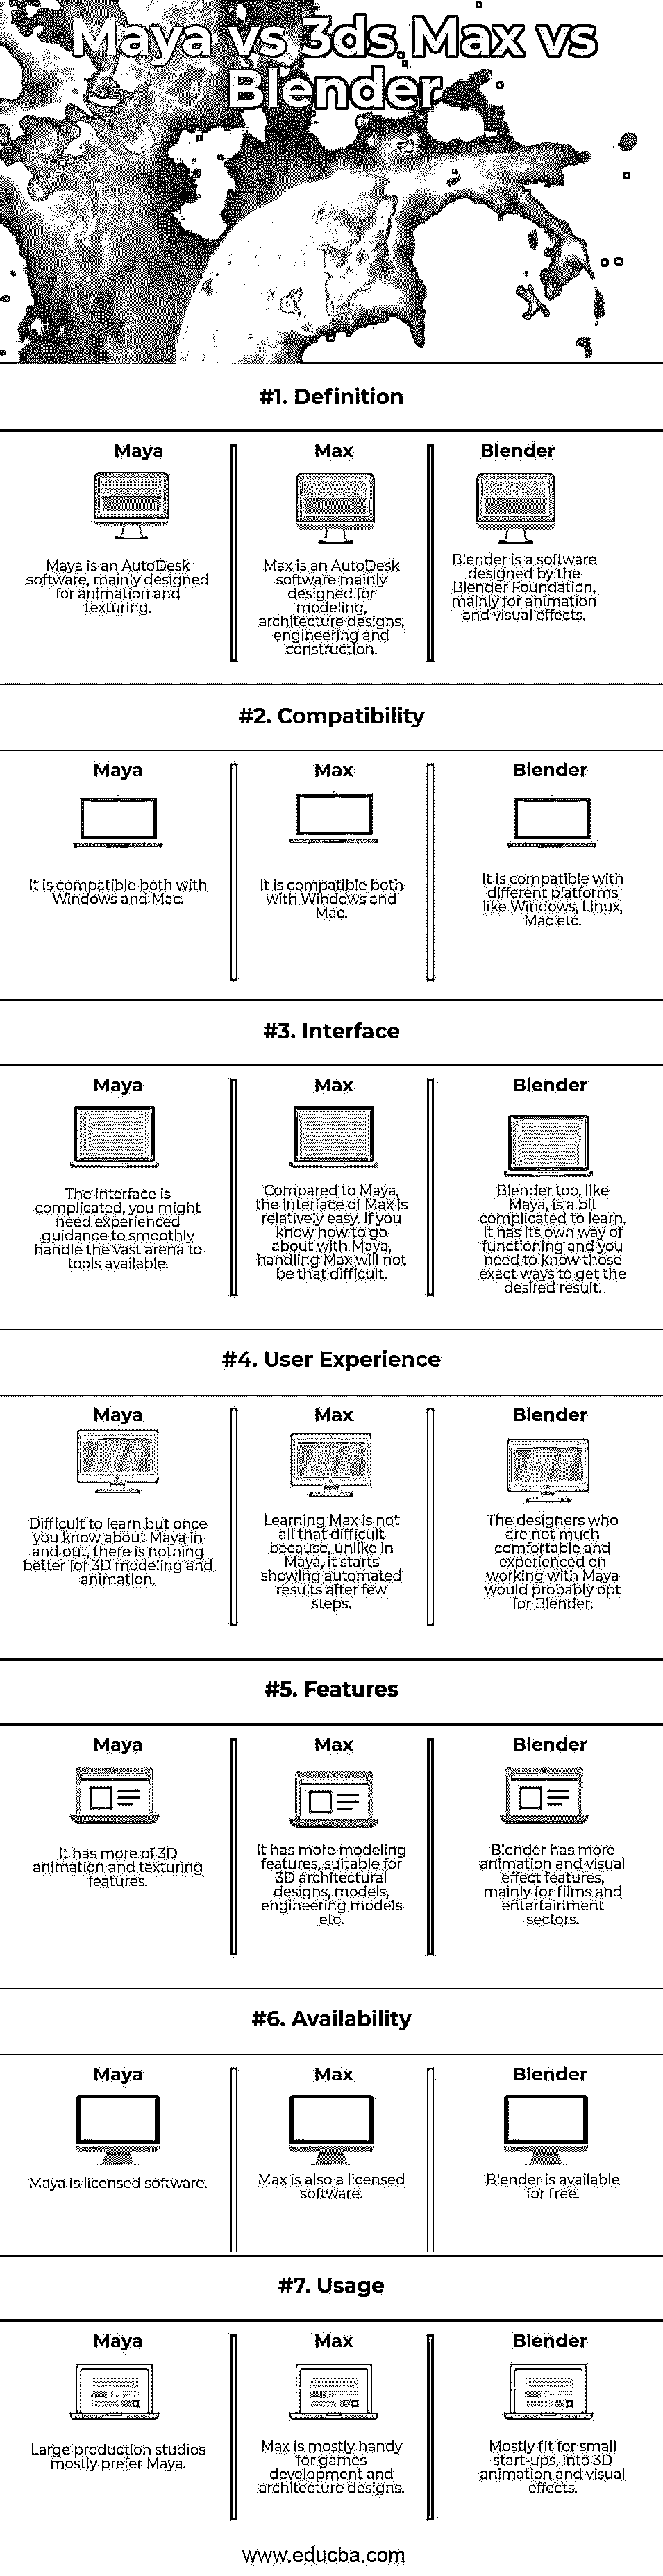 Maya vs 3ds Max vs
Blender
#1. Definition
Maya
Maya is an AutoDesk
software, mainly designed
for animation and
texturing.
Max
Max is an AutoDesk
software mainly
designed for
modeling,
architecture designs,
engineering and
construction.
Blender
Blender is a software
designed by the
Blender Foundation,
mainly for animation
and visual effects.
#2. Compatibility
Maya
It is compatible both with
Windows and Mac.
Max
It is compatible both
with Windows and
Mac.
Blender
It is compatible with
different platforms
like Windows, Linux,
Mac etc.
#3. Interface
Maya
The interface is
complicated, you might
need experienced
guidance to smoothly
handle the vast arena to
tools available.
Max
Compared to Maya,
the interface of Max is
relatively easy. If you
know how to go
about with Maya,
handling Max will not
be that difficult.
Blender
Blender too, like
Maya, is a bit
complicated to learn.
It has its own way of
functioning and you
need to know those
exact ways to get the
desired result.
#4. User Experience
Maya
Difficult to learn but once
you know about Maya in
and out, there is nothing
better for 3D modeling and
animation.
Max
Learning Max is not
all that difficult
because, unlike in
Maya, it starts
showing automated
results after few
steps.
Blender
The designers who
are not much
comfortable and
experienced on
working with Maya
would probably opt
for Blender.
#5. Features
Maya
It has more of 3D
animation and texturing
features.
Max
It has more modeling
features, suitable for
3D architectural
designs, models,
engineering models
etc.
Blender
Blender has more
animation and visual
effect features,
mainly for films and
entertainment
sectors.
#6. Availability
Maya
Maya is licensed software.
Max
Max is also a licensed
software.
Blender
Blender is available
for free.
#7. Usage
Maya
Large production studios
mostly prefer Maya.
Max
Max is mostly handy
for games
development and
architecture designs.
Blender
Mostly fit for small
start-ups, into 3D
animation and visual
effects.
www.educba.com